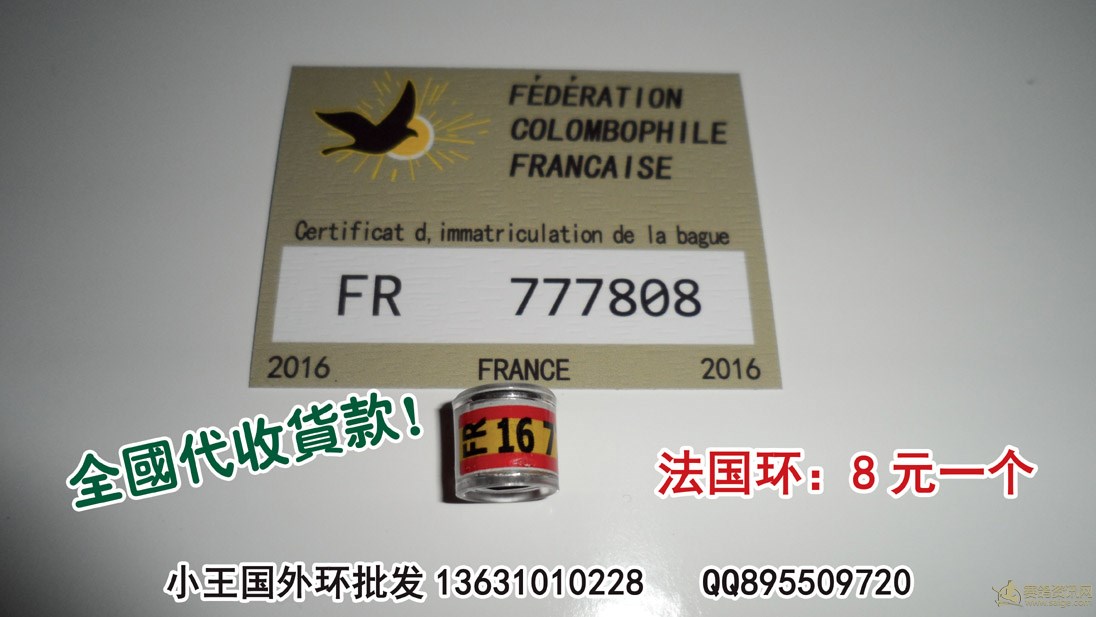 FÉDÉRATION
COLOMBOPHILE
FRANCAISE
Certificat d, immatriculation de la bague
FR 777808
2016 FRANCE 2016
FR 16 7
全國代收貨款!
法国环：8元一个
小王国外环批发 13631010228 QQ895509720